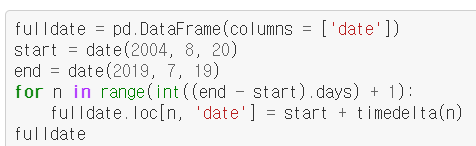 fulldate = pd.DataFrame(columns = ['date'])
start = date(2004, 8, 20)
end = date(2019, 7, 19)
for n in range(int((end - start).days) + 1):
    fulldate.loc[n, 'date'] = start + timedelta(n)
fulldate